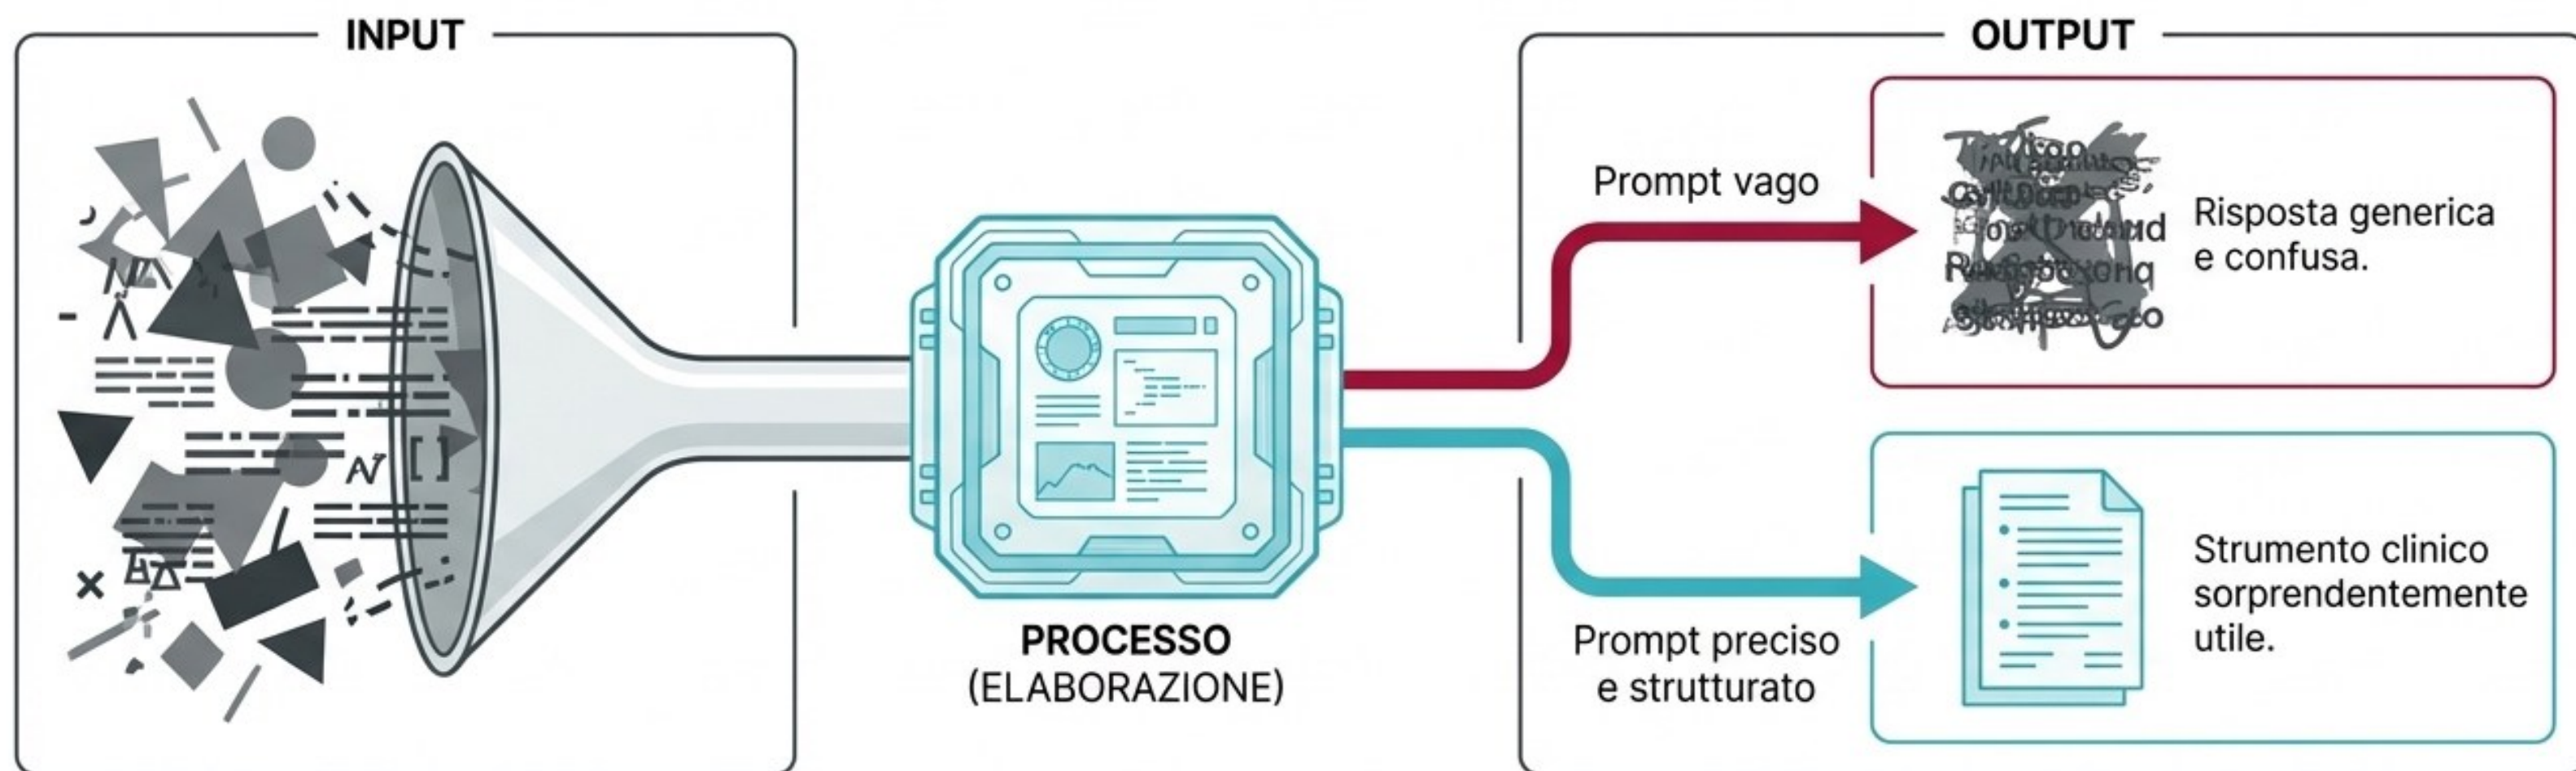 INPUT
PROCESSO
(ELABORAZIONE)
OUTPUT
Prompt vago
Risposta generica
e confusa.
Prompt preciso
e strutturato
Strumento clinico
sorprendentemente
utile.